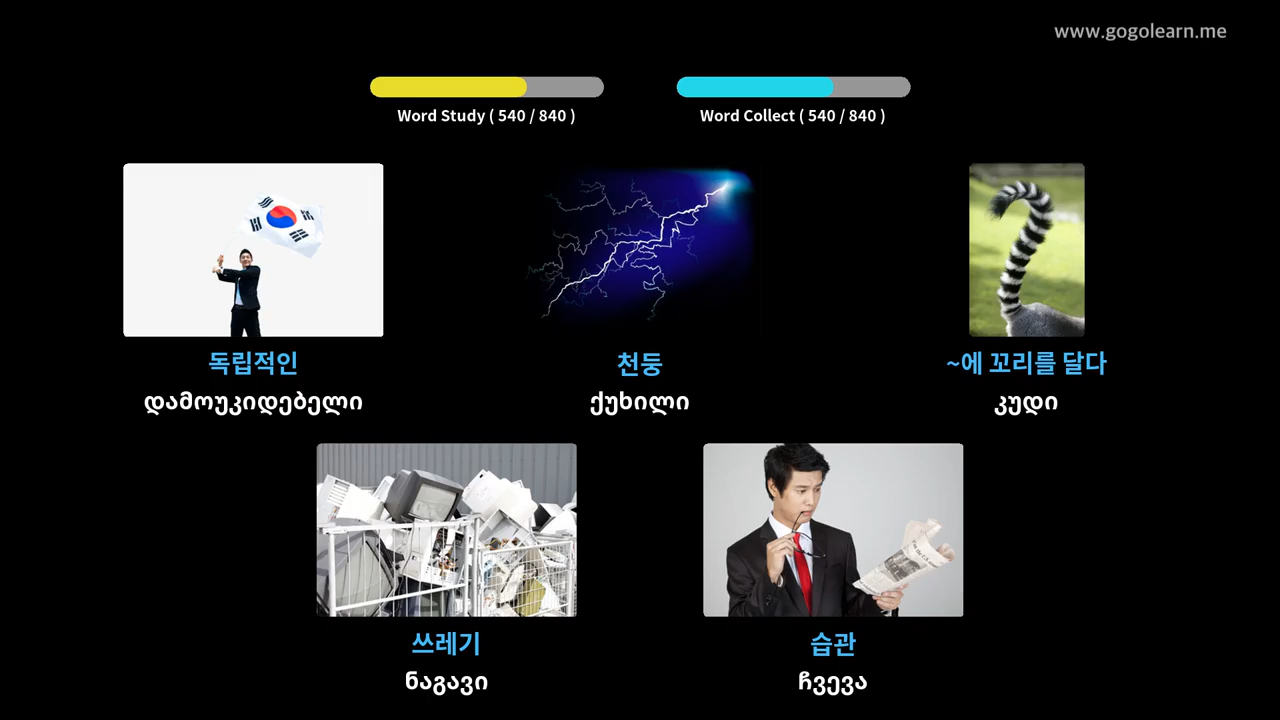 www.gogolearn.me
Word Study ( 540 / 840 )
Word Collect ( 540 / 840 )
독립적인
დამოუკიდებელი
천둥
ქუხილი
~에 꼬리를 달다
კუდი
쓰레기
ნაგავი
습관
ჩვევა